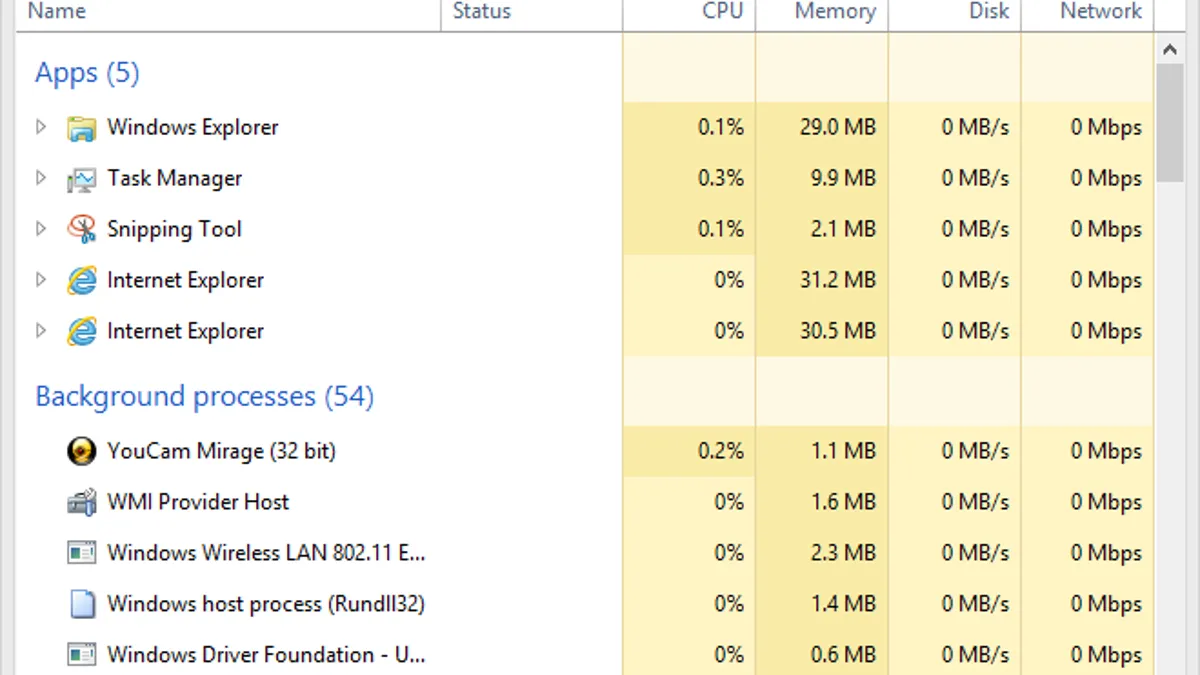 Name Status CPU Memory Disk Network
Apps (5)
Windows Explorer 0.1% 29.0 MB 0 MB/s 0 Mbps
Task Manager 0.3% 9.9 MB 0 MB/s 0 Mbps
Snipping Tool 0.1% 2.1 MB 0 MB/s 0 Mbps
Internet Explorer 0% 31.2 MB 0 MB/s 0 Mbps
Internet Explorer 0% 30.5 MB 0 MB/s 0 Mbps
Background processes (54)
YouCam Mirage (32 bit) 0.2% 1.1 MB 0 MB/s 0 Mbps
WMI Provider Host 0% 1.6 MB 0 MB/s 0 Mbps
Windows Wireless LAN 802.11 E... 0% 2.3 MB 0 MB/s 0 Mbps
Windows host process (Rundll32) 0% 1.4 MB 0 MB/s 0 Mbps
Windows Driver Foundation - U... 0% 0.6 MB 0 MB/s 0 Mbps